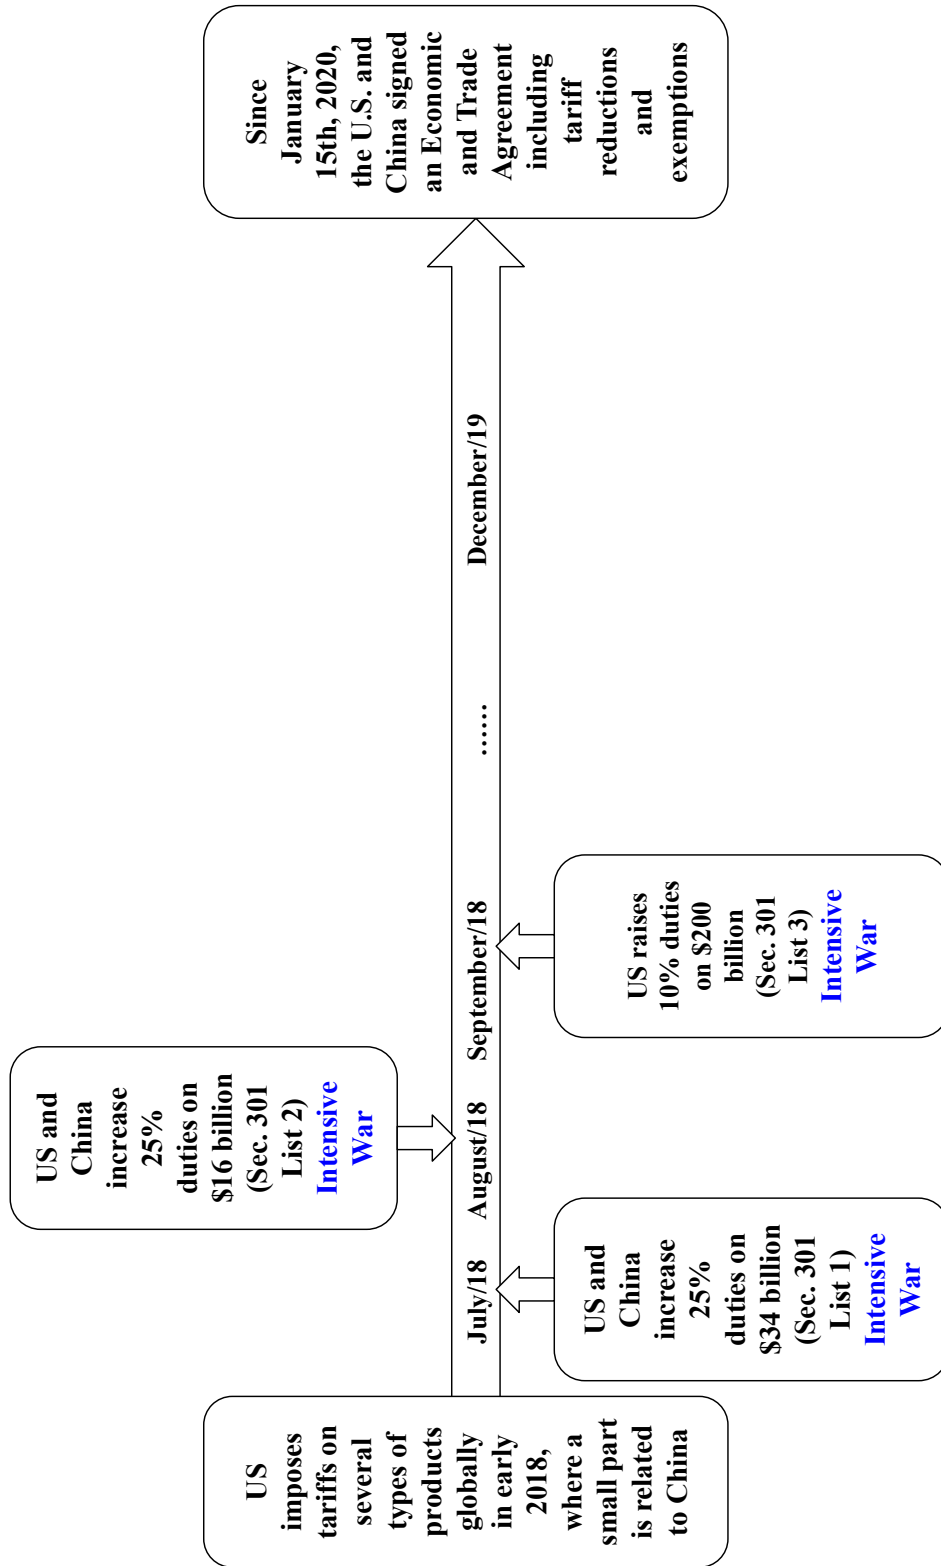 US
imposes
tariffs on
several
types of
products
globally
in early
2018,
where a
small part
is related
to China
US and
China
increase
25%
duties on
$34 billion
(Sec. 301
List 1)
Intensive
War
US and
China
increase
25%
duties on
$16 billion
(Sec. 301
List 2)
Intensive
War
US raises
10% duties
on $200
billion
(Sec. 301
List 3)
Intensive
War
July/18 August/18 September/18 ...... December/19
Since
January
15th, 2020,
the U.S. and
China signed
an Economic
and Trade
Agreement
including
tariff
reductions
and
exemptions